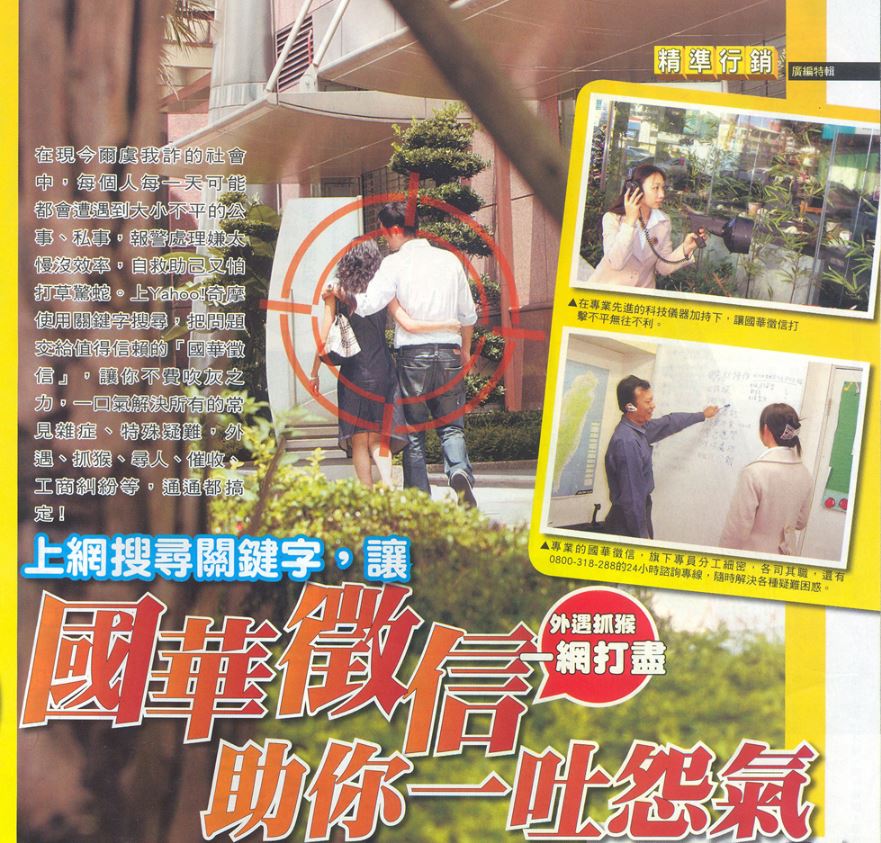 精準行銷
廣編特輯
在現今爾虞我詐的社會
中，每個人每一天可能
都會遭遇到大小不平的公
事、私事，報警處理嫌太
慢沒效率，自救助己又怕
打草驚蛇。上Yahoo!奇摩
使用關鍵字搜尋，把問題
交給值得信賴的「國華徵
信」，讓你不費吹灰之
力，一口氣解決所有的常
見雜症、特殊疑難，外
遇、抓猴、尋人、催收、
工商糾紛等，通通都搞
定！
▲在專業先進的科技儀器加持下，讓國華徵信打
擊不平無往不利。
▲專業的國華徵信，旗下專員分工細密，各司其職，還有
0800-318-288的24小時諮詢專線，隨時解決各種疑難困惑。
上網搜尋關鍵字，讓
國華徵信
外遇抓猴
一網打盡
助你一吐怨氣